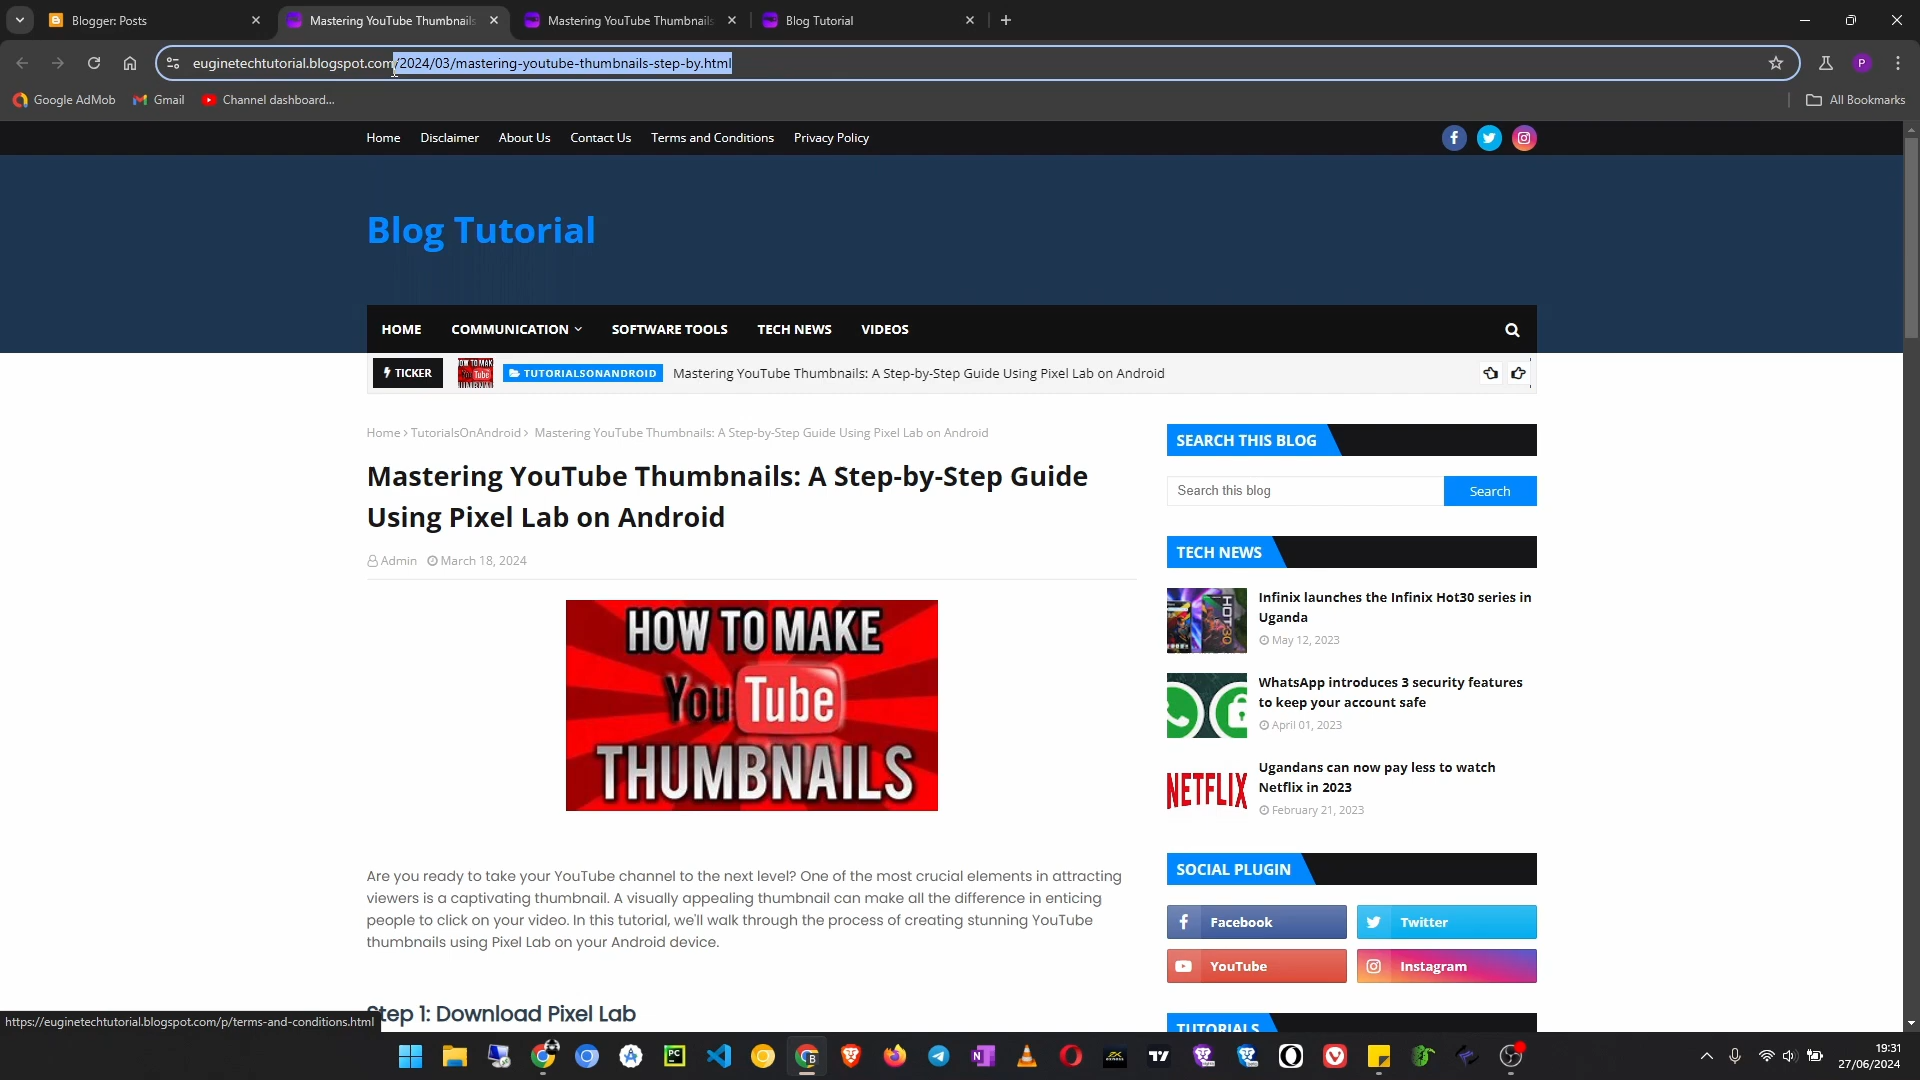 Blogger: Posts
Mastering YouTube Thumbnails
Mastering YouTube Thumbnails
Blog Tutorial
euginetechtutorial.blogspot.com/2024/03/mastering-youtube-thumbnails-step-by.html
P
Google AdMob
Gmail
Channel dashboard...
All Bookmarks
Home Disclaimer About Us Contact Us Terms and Conditions Privacy Policy
Blog Tutorial
HOME COMMUNICATION SOFTWARE TOOLS TECH NEWS VIDEOS
TICKER
TUTORIALSONANDROID
Mastering YouTube Thumbnails: A Step-by-Step Guide Using Pixel Lab on Android
Home › TutorialsOnAndroid › Mastering YouTube Thumbnails: A Step-by-Step Guide Using Pixel Lab on Android
Mastering YouTube Thumbnails: A Step-by-Step Guide
Using Pixel Lab on Android
Admin March 18, 2024
HOW TO MAKE
YouTube
THUMBNAILS
Are you ready to take your YouTube channel to the next level? One of the most crucial elements in attracting
viewers is a captivating thumbnail. A visually appealing thumbnail can make all the difference in enticing
people to click on your video. In this tutorial, we'll walk through the process of creating stunning YouTube
thumbnails using Pixel Lab on your Android device.
Step 1: Download Pixel Lab
SEARCH THIS BLOG
Search this blog
Search
TECH NEWS
HOT30
Infinix launches the Infinix Hot30 series in
Uganda
May 12, 2023
WhatsApp introduces 3 security features
to keep your account safe
April 01, 2023
NETFLIX
Ugandans can now pay less to watch
Netflix in 2023
February 21, 2023
SOCIAL PLUGIN
Facebook
Twitter
YouTube
Instagram
TUTORIALS
https://euginetechtutorial.blogspot.com/p/terms-and-conditions.html
19:31
27/06/2024